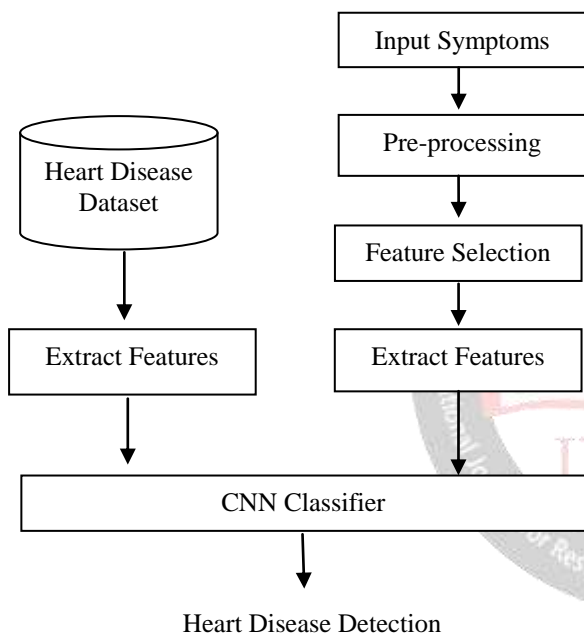 Input Symptoms
Pre-processing
Heart Disease
Dataset
Feature Selection
Extract Features
Extract Features
CNN Classifier
Heart Disease Detection